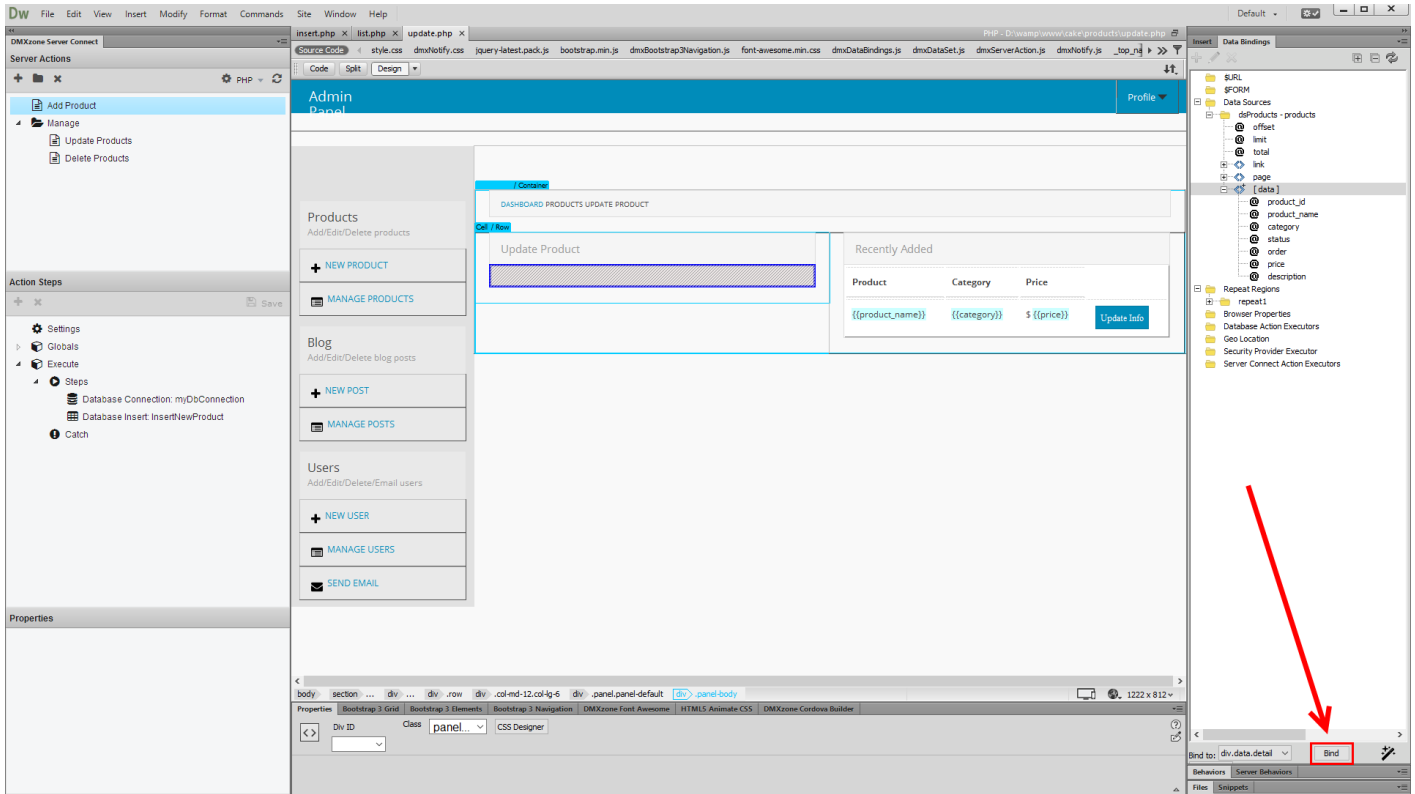 Dw File Edit View Insert Modify Format Commands Site Window Help Default
DMXzone Server Connect
Server Actions
PHP
Add Product
Manage
Update Products
Delete Products
Action Steps
Save
Settings
Globals
Execute
Steps
Database Connection: myDbConnection
Database Insert: InsertNewProduct
Catch
Properties
insert.php × list.php × update.php × PHP - D:\wamp\www\cake\products\update.php
Source Code style.css dmxNotify.css jquery-latest.pack.js bootstrap.min.js dmxBootstrap3Navigation.js font-awesome.min.css dmxDataBindings.js dmxDataSet.js dmxServerAction.js dmxNotify.js _top_na
Code Split Design
Admin
Panel
Profile
/ Container
DASHBOARD PRODUCTS UPDATE PRODUCT
Cell / Row
Products
Add/Edit/Delete products
NEW PRODUCT
MANAGE PRODUCTS
Blog
Add/Edit/Delete blog posts
NEW POST
MANAGE POSTS
Users
Add/Edit/Delete/Email users
NEW USER
MANAGE USERS
SEND EMAIL
Update Product
Recently Added
Product Category Price
{{product_name}} {{category}} $ {{price}} Update Info
body section ... div ... div .row div .col-md-12.col-lg-6 div .panel.panel-default div .panel-body 1222 x 812
Properties Bootstrap 3 Grid Bootstrap 3 Elements Bootstrap 3 Navigation DMXzone Font Awesome HTML5 Animate CSS DMXzone Cordova Builder
Div ID Class panel... CSS Designer
Insert Data Bindings
$URL
$FORM
Data Sources
dsProducts - products
offset
limit
total
link
page
[ data ]
product_id
product_name
category
status
order
price
description
Repeat Regions
repeat1
Browser Properties
Database Action Executors
Geo Location
Security Provider Executor
Server Connect Action Executors
Bind to: div.data.detail Bind
Behaviors Server Behaviors
Files Snippets